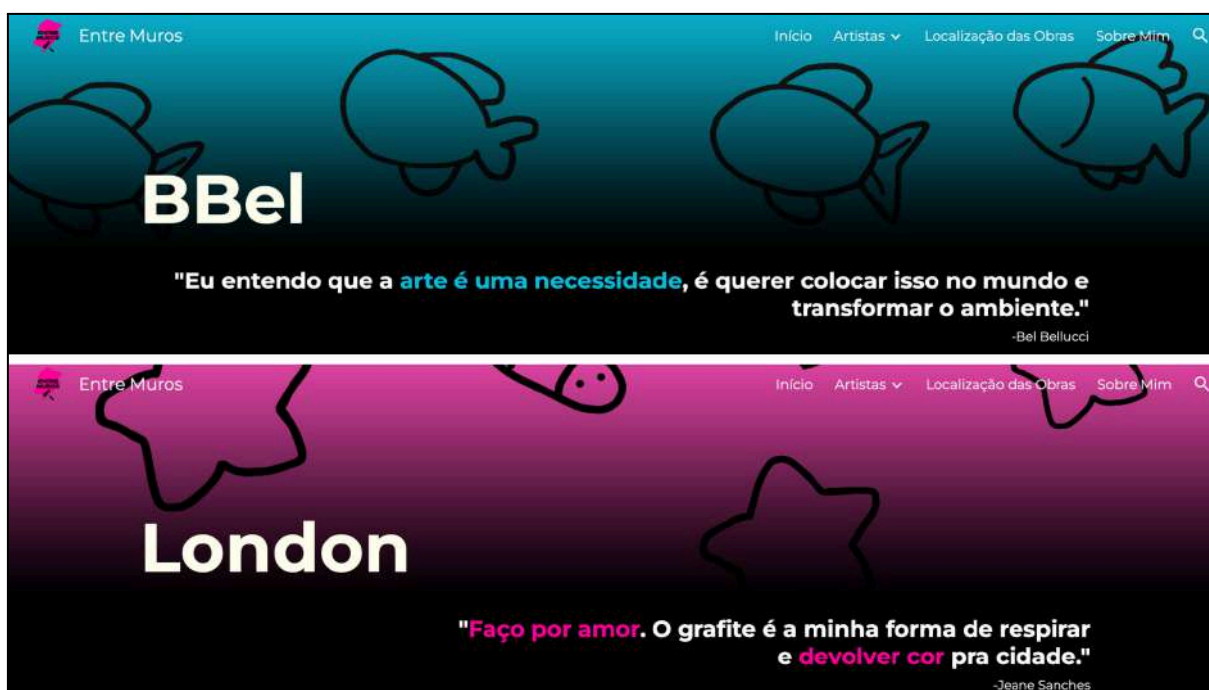 Entre Muros
Início Artistas Localização das Obras Sobre Mim
BBel
"Eu entendo que a arte é uma necessidade, é querer colocar isso no mundo e
transformar o ambiente."
-Bel Bellucci
Entre Muros
Início Artistas Localização das Obras Sobre Mim
London
"Faço por amor. O grafite é a minha forma de respirar
e devolver cor pra cidade."
-Jeane Sanches